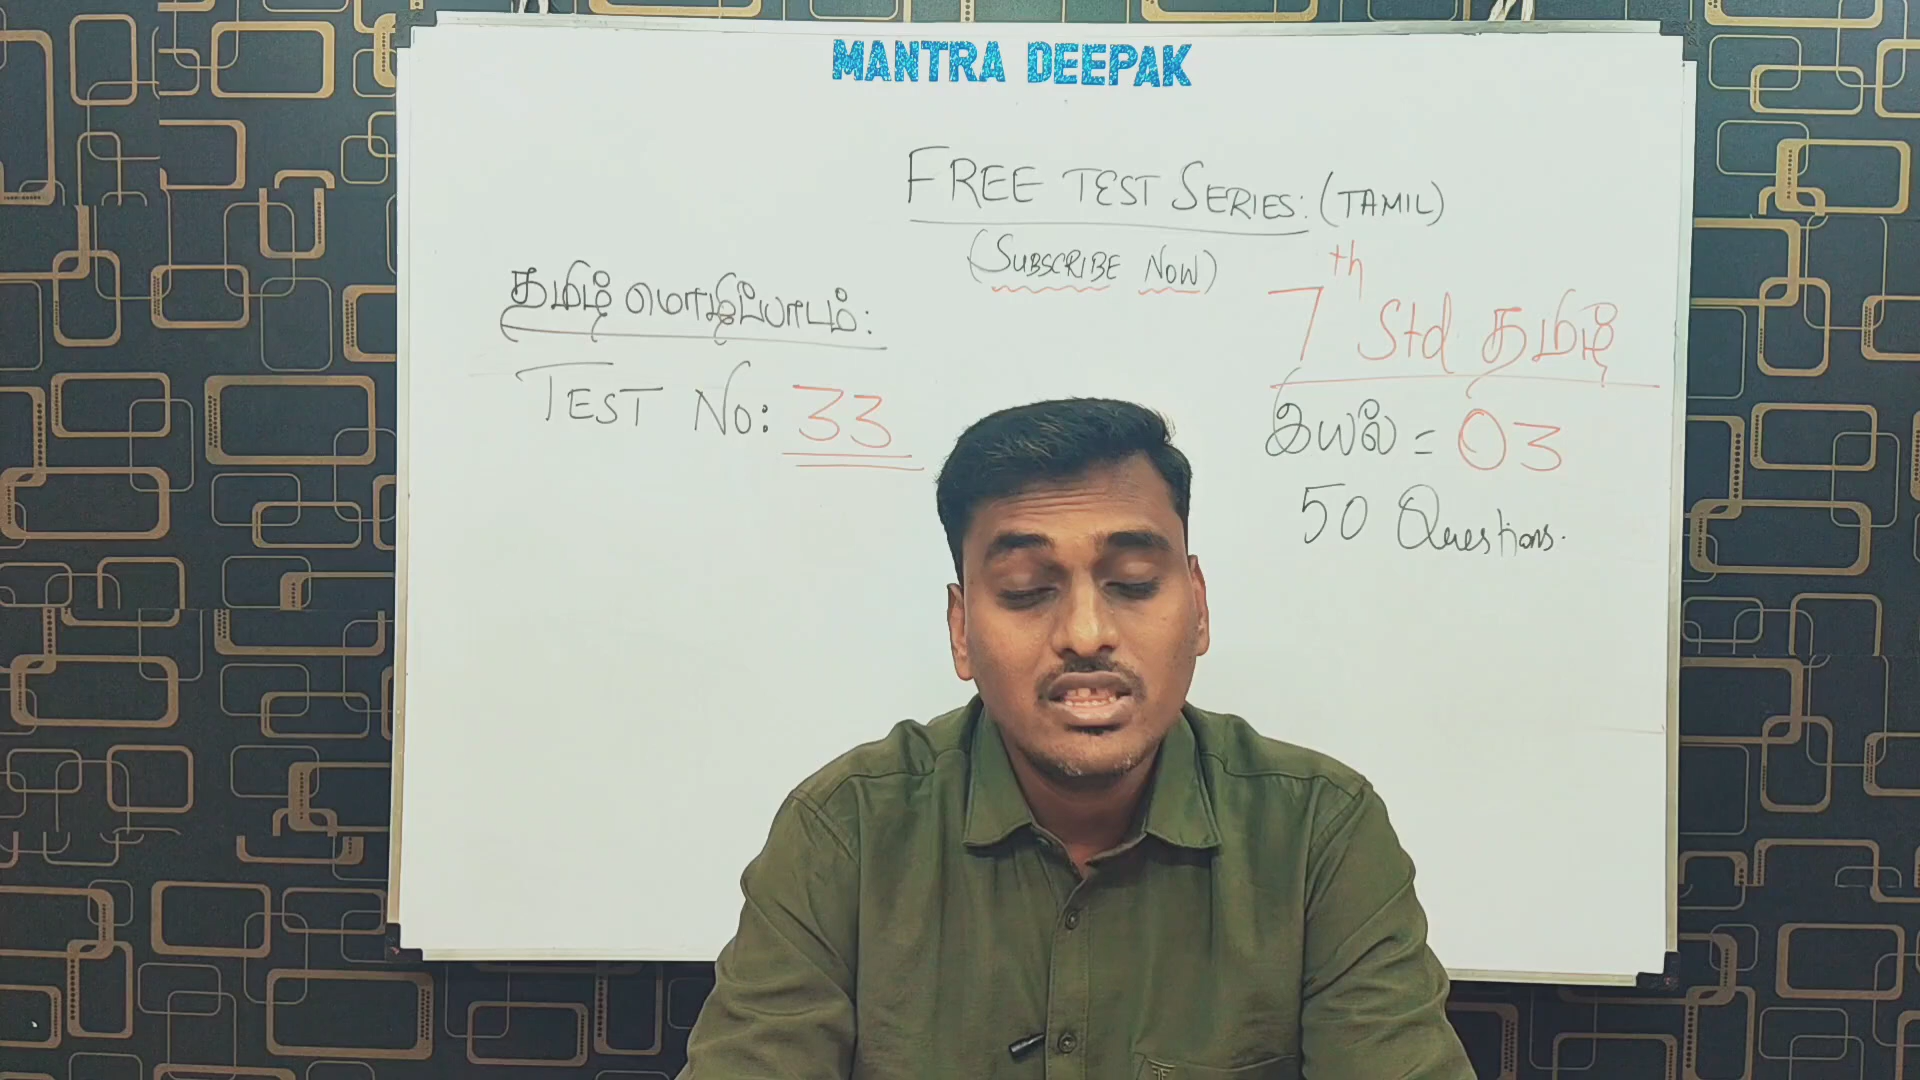 MANTRA DEEPAK
FREE TEST SERIES: (TAMIL)
(SUBSCRIBE NOW)
தமிழ் மொழிப்பாடம்:
TEST No: 33
7th Std தமிழ்
இயல் = 03
50 Questions.